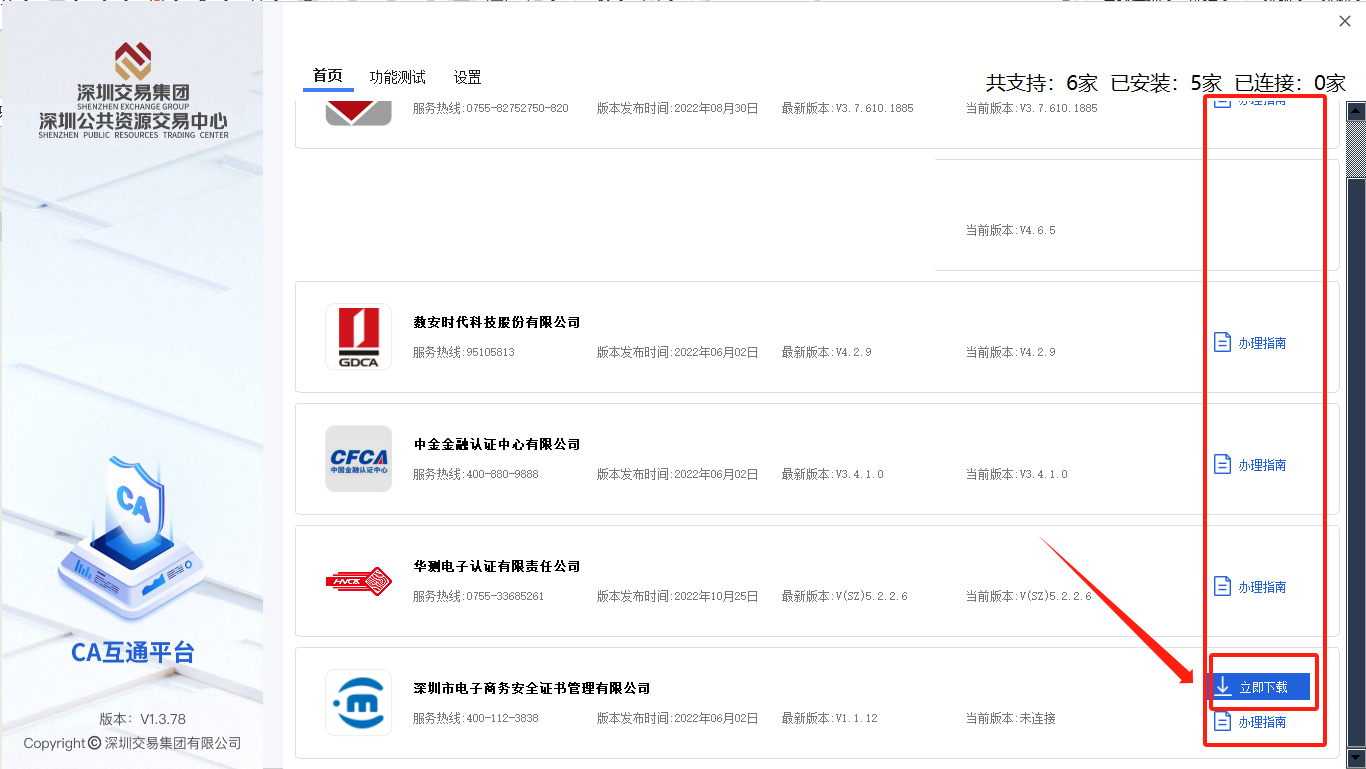 深圳交易集团
SHENZHEN EXCHANGE GROUP
深圳公共资源交易中心
SHENZHEN PUBLIC RESOURCES TRADING CENTER
CA
CA互通平台
版本：V1.3.78
Copyright © 深圳交易集团有限公司
首页 功能测试 设置
共支持：6家 已安装：5家 已连接：0家
服务热线:0755-82752750-820 版本发布时间:2022年08月30日 最新版本:V3.7.610.1885 当前版本:V3.7.610.1885 办理指南
当前版本:V4.6.5
GDCA
数安时代科技股份有限公司
服务热线:95105813 版本发布时间:2022年06月02日 最新版本:V4.2.9 当前版本:V4.2.9 办理指南
CFCA
中国金融认证中心
中金金融认证中心有限公司
服务热线:400-880-9888 版本发布时间:2022年06月02日 最新版本:V3.4.1.0 当前版本:V3.4.1.0 办理指南
HNCA
华测电子认证有限责任公司
服务热线:0755-33685261 版本发布时间:2022年10月25日 最新版本:V(SZ)5.2.2.6 当前版本:V(SZ)5.2.2.6 办理指南
深圳市电子商务安全证书管理有限公司
立即下载
服务热线:400-112-3838 版本发布时间:2022年06月02日 最新版本:V1.1.12 当前版本:未连接 办理指南